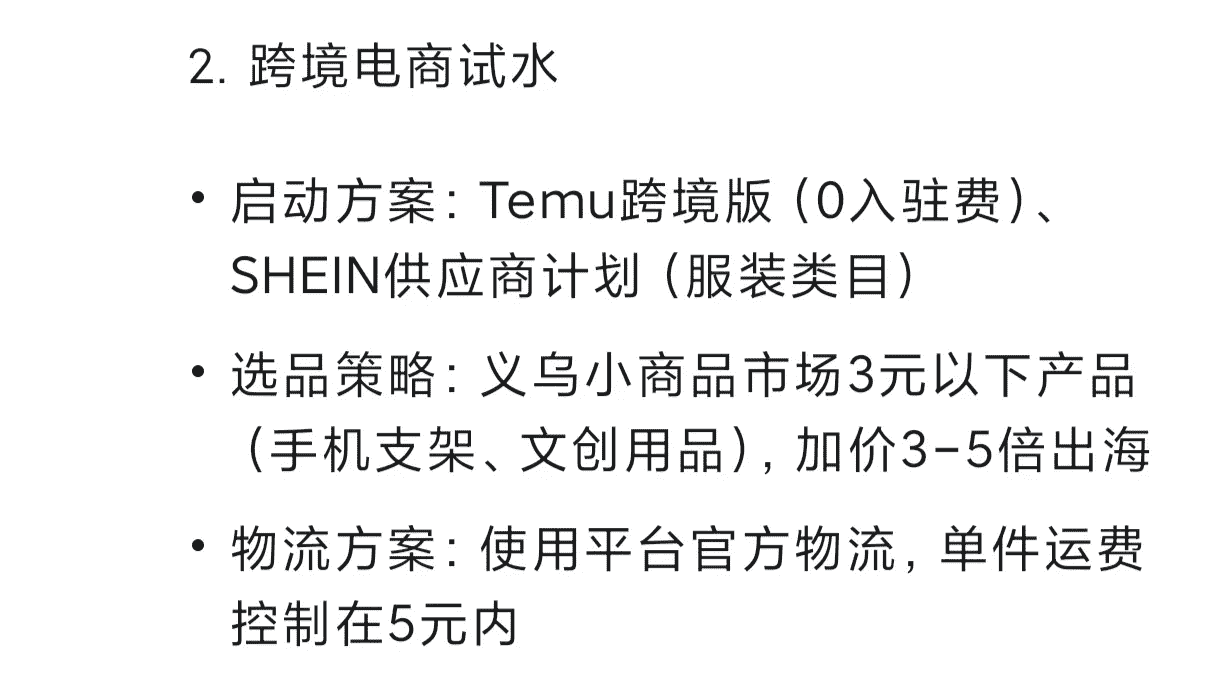 2. 跨境电商试水
• 启动方案：Temu跨境版（0入驻费）、
SHEIN供应商计划（服装类目）
• 选品策略：义乌小商品市场3元以下产品
（手机支架、文创用品），加价3-5倍出海
• 物流方案：使用平台官方物流，单件运费
控制在5元内